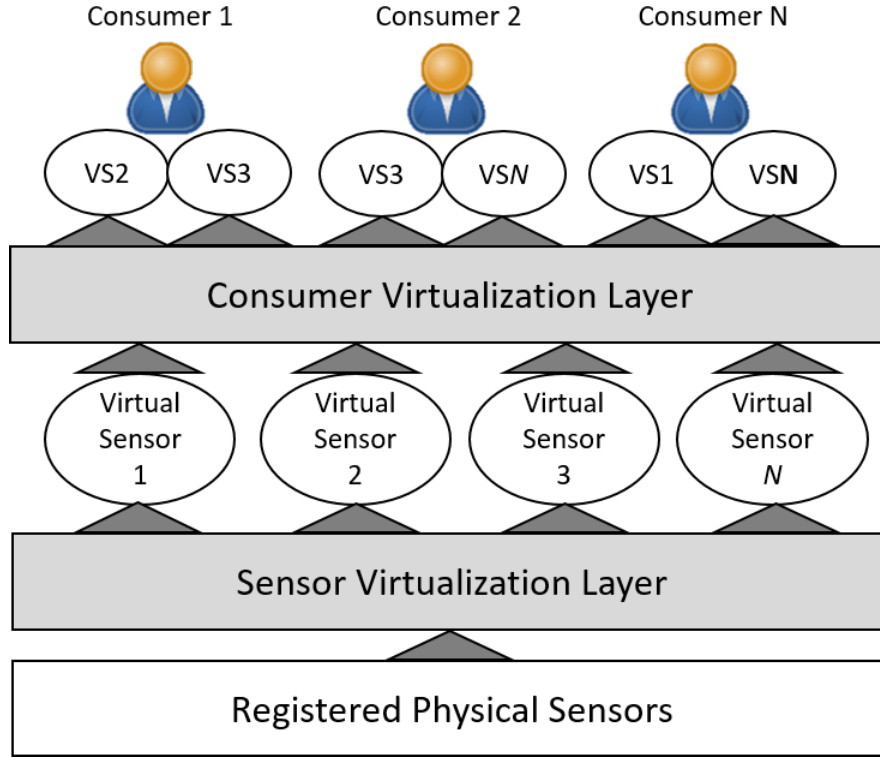 Consumer 1
Consumer 2
Consumer N
VS2
VS3
VS3
VSN
VS1
VSN
Consumer Virtualization Layer
Virtual
Sensor
1
Virtual
Sensor
2
Virtual
Sensor
3
Virtual
Sensor
N
Sensor Virtualization Layer
Registered Physical Sensors